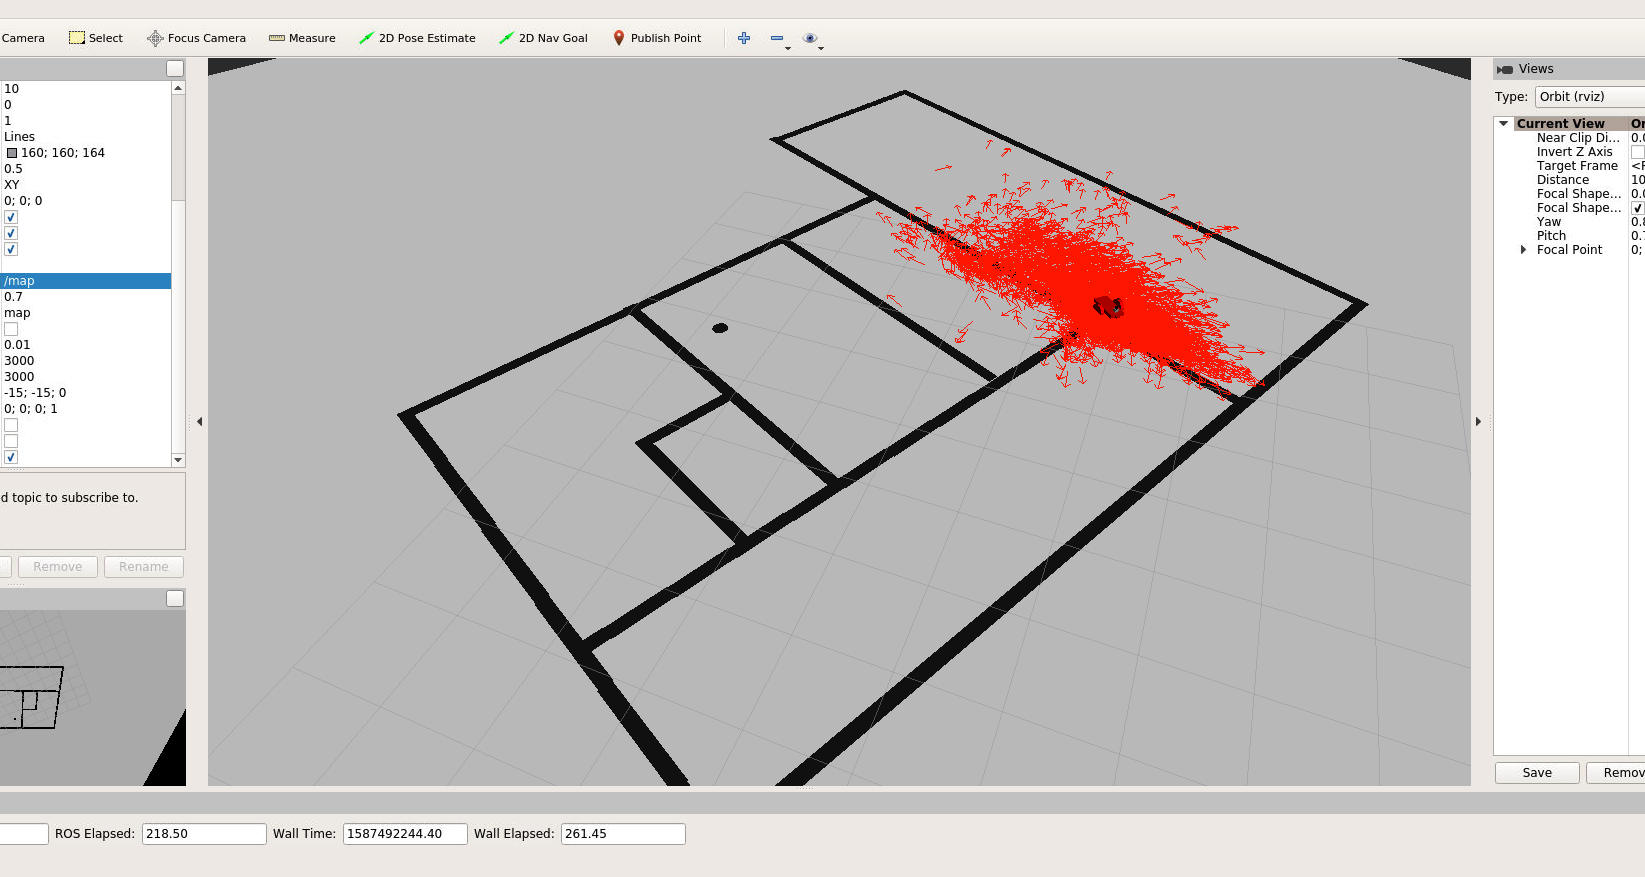 Camera Select Focus Camera Measure 2D Pose Estimate 2D Nav Goal Publish Point
10
0
1
Lines
160; 160; 164
0.5
XY
0; 0; 0
/map
0.7
map
0.01
3000
3000
-15; -15; 0
0; 0; 0; 1
d topic to subscribe to.
Remove Rename
Views
Type: Orbit (rviz)
Current View Or
Near Clip Di... 0.0
Invert Z Axis
Target Frame <F
Distance 10
Focal Shape... 0.0
Focal Shape...
Yaw 0.8
Pitch 0.7
Focal Point 0;
Save Remov
ROS Elapsed: 218.50 Wall Time: 1587492244.40 Wall Elapsed: 261.45